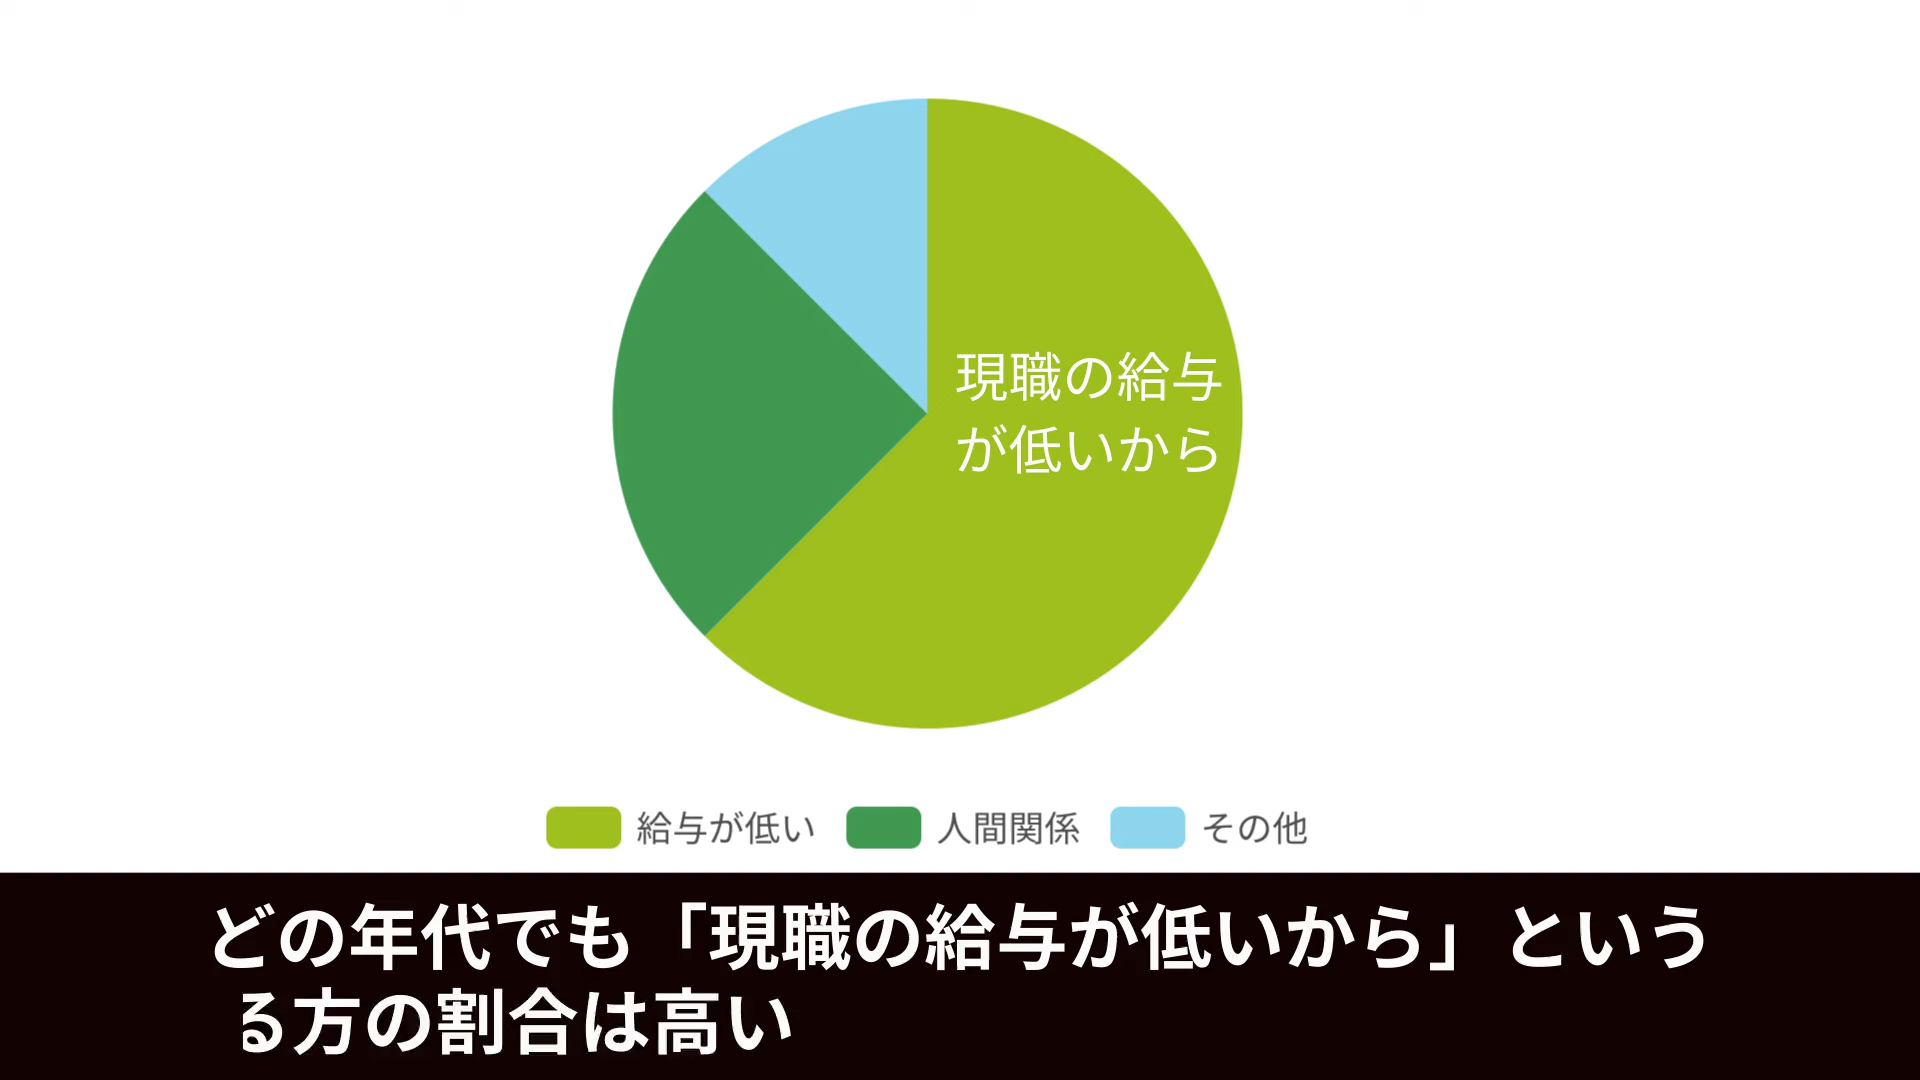 現職の給与
が低いから
給与が低い 人間関係 その他
どの年代でも「現職の給与が低いから」という
る方の割合は高い